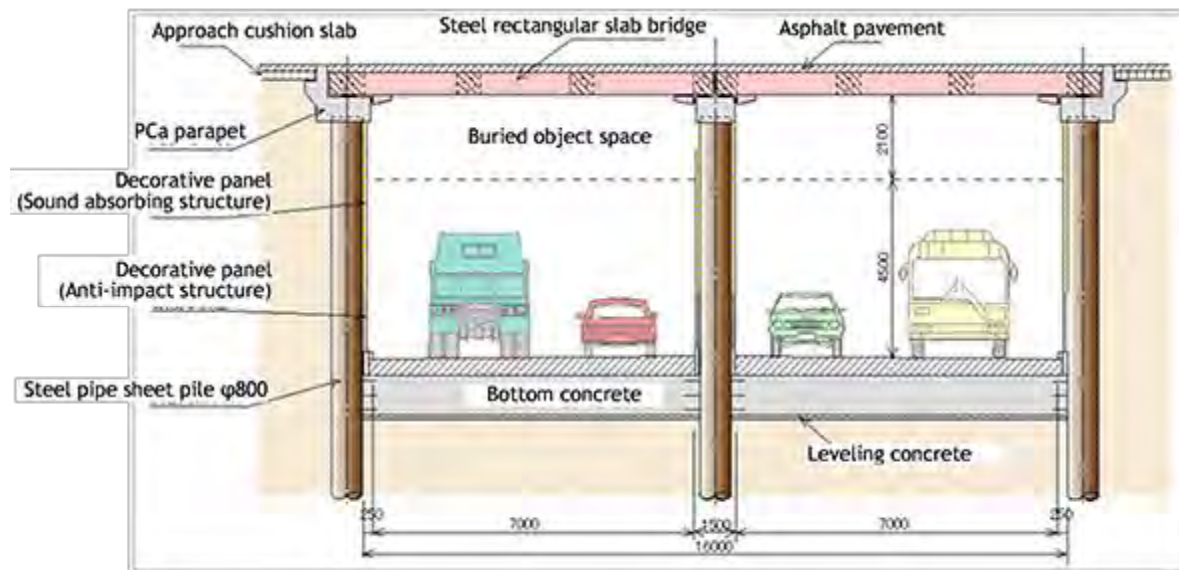 Approach cushion slab
Steel rectangular slab bridge
Asphalt pavement
PCa parapet
Buried object space
2100
Decorative panel
(Sound absorbing structure)
Decorative panel
(Anti-impact structure)
4500
Steel pipe sheet pile φ800
Bottom concrete
Leveling concrete
250
7000
1500
7000
250
16000